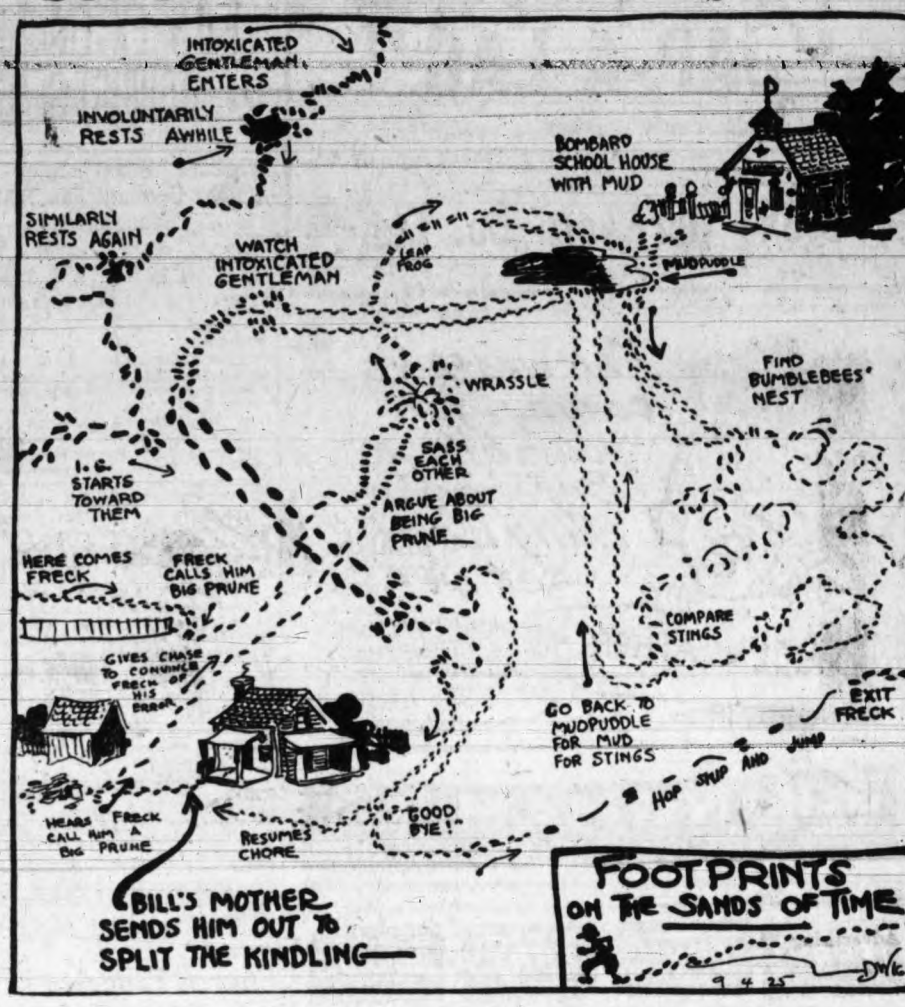 INTOXICATED
GENTLEMAN
ENTERS
INVOLUNTARILY
RESTS AWHILE
SIMILARLY
RESTS AGAIN
WATCH
INTOXICATED
GENTLEMAN
LEAP
FROG
BOMBARD
SCHOOL HOUSE
WITH MUD
MUDPUDDLE
FIND
BUMBLEBEES'
NEST
WRASSLE
SASS
EACH
OTHER
ARGUE ABOUT
BEING BIG
PRUNE
I. G.
STARTS
TOWARD
THEM
HERE COMES
FRECK
FRECK
CALLS HIM
BIG PRUNE
GIVES CHASE
TO CONVINCE
FRECK OF
HIS
ERROR
COMPARE
STINGS
GO BACK TO
MUDPUDDLE
FOR MUD
FOR STINGS
EXIT
FRECK
HOP SKIP AND JUMP
"GOOD
BYE!"
RESUMES
CHORE
HEARS FRECK
CALL HIM A
BIG PRUNE
BILL'S MOTHER
SENDS HIM OUT TO
SPLIT THE KINDLING
FOOTPRINTS
ON THE SANDS OF TIME
9 4 25